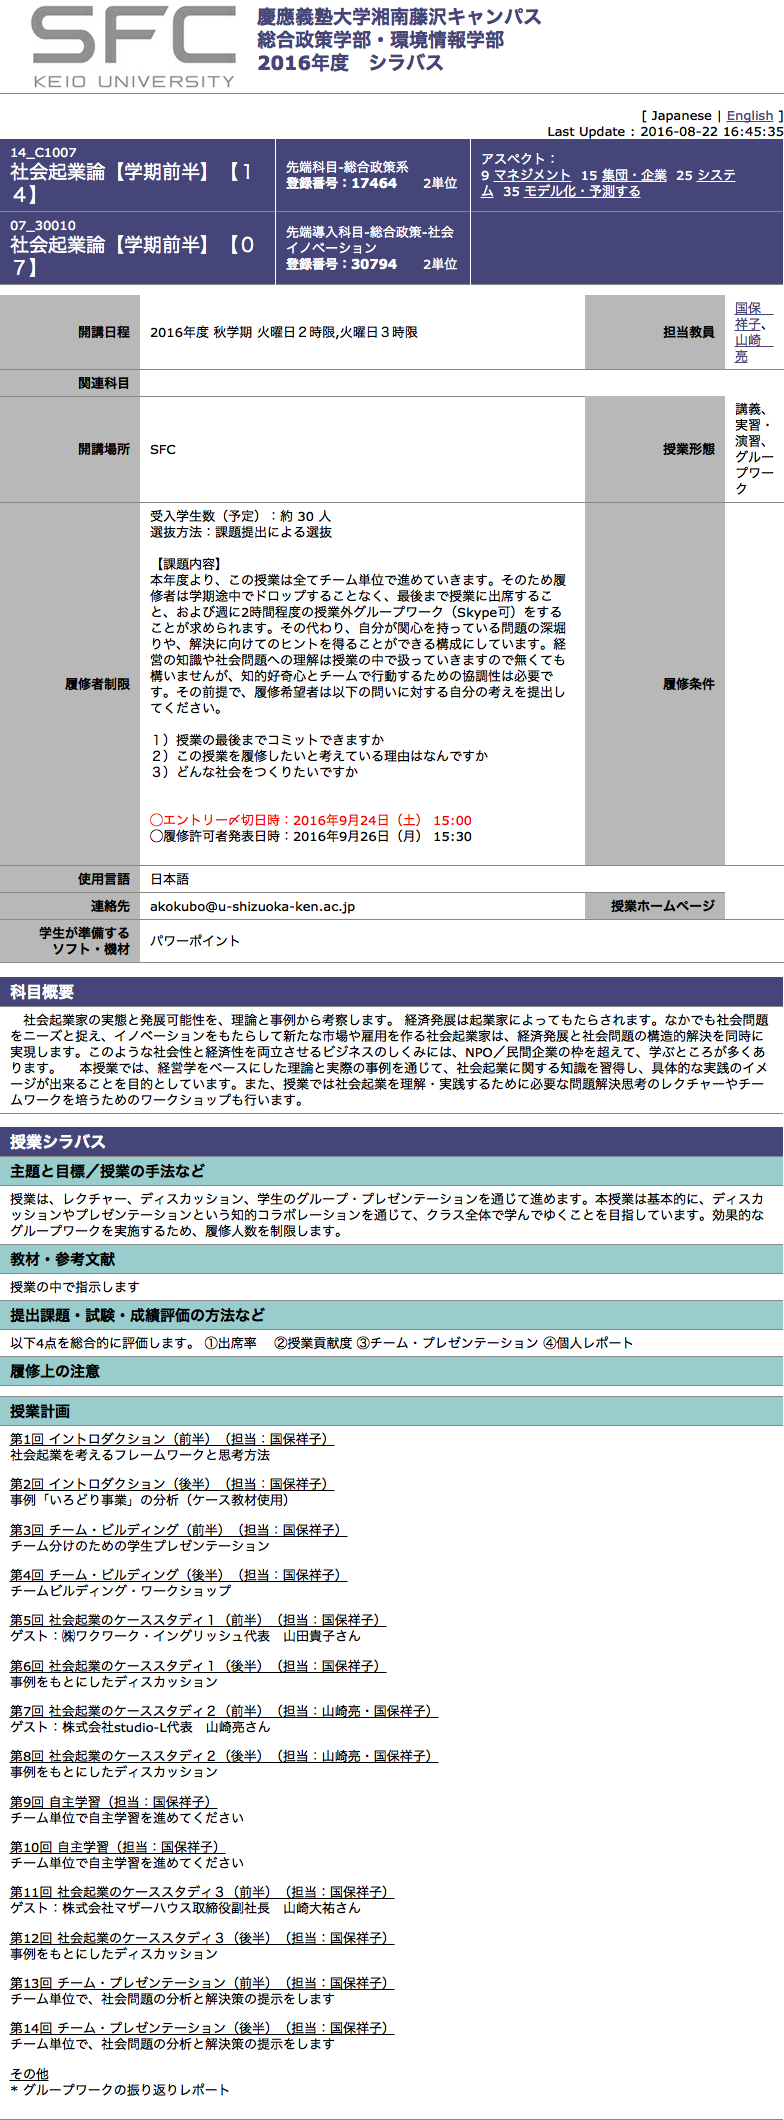 SFC
KEIO UNIVERSITY
慶應義塾大学湘南藤沢キャンパス
総合政策学部・環境情報学部
2016年度　シラバス
[ Japanese | English ]
Last Update : 2016-08-22 16:45:35
14_C1007
社会起業論【学期前半】【１
４】
先端科目-総合政策系
登録番号：17464　　2単位
アスペクト：
9 マネジメント 15 集団・企業 25 システ
ム 35 モデル化・予測する
07_30010
社会起業論【学期前半】【０
７】
先端導入科目-総合政策-社会
イノベーション
登録番号：30794　　2単位
開講日程
2016年度 秋学期 火曜日２時限,火曜日３時限
担当教員
国保
祥子、
山崎
亮
関連科目
開講場所
SFC
授業形態
講義、
実習・
演習、
グルー
プワー
ク
履修者制限
受入学生数（予定）：約 30 人
選抜方法：課題提出による選抜
【課題内容】
本年度より、この授業は全てチーム単位で進めていきます。そのため履
修者は学期途中でドロップすることなく、最後まで授業に出席するこ
と、および週に2時間程度の授業外グループワーク（Skype可）をする
ことが求められます。その代わり、自分が関心を持っている問題の深堀
りや、解決に向けてのヒントを得ることができる構成にしています。経
営の知識や社会問題への理解は授業の中で扱っていきますので無くても
構いませんが、知的好奇心とチームで行動するための協調性は必要で
す。その前提で、履修希望者は以下の問いに対する自分の考えを提出し
てください。
１）授業の最後までコミットできますか
２）この授業を履修したいと考えている理由はなんですか
３）どんな社会をつくりたいですか
◯エントリー〆切日時：2016年9月24日（土） 15:00
◯履修許可者発表日時：2016年9月26日（月） 15:30
履修条件
使用言語
日本語
連絡先
akokubo@u-shizuoka-ken.ac.jp
授業ホームページ
学生が準備する
ソフト・機材
パワーポイント
科目概要
　社会起業家の実態と発展可能性を、理論と事例から考察します。 経済発展は起業家によってもたらされます。なかでも社会問題
をニーズと捉え、イノベーションをもたらして新たな市場や雇用を作る社会起業家は、経済発展と社会問題の構造的解決を同時に
実現します。このような社会性と経済性を両立させるビジネスのしくみには、NPO／民間企業の枠を超えて、学ぶところが多くあ
ります。　本授業では、経営学をベースにした理論と実際の事例を通じて、社会起業に関する知識を習得し、具体的な実践のイメ
ージが出来ることを目的としています。また、授業では社会起業を理解・実践するために必要な問題解決思考のレクチャーやチー
ムワークを培うためのワークショップも行います。
授業シラバス
主題と目標／授業の手法など
授業は、レクチャー、ディスカッション、学生のグループ・プレゼンテーションを通じて進めます。本授業は基本的に、ディスカ
ッションやプレゼンテーションという知的コラボレーションを通じて、クラス全体で学んでゆくことを目指しています。効果的な
グループワークを実施するため、履修人数を制限します。
教材・参考文献
授業の中で指示します
提出課題・試験・成績評価の方法など
以下4点を総合的に評価します。 ①出席率　②授業貢献度 ③チーム・プレゼンテーション ④個人レポート
履修上の注意
授業計画
第1回 イントロダクション（前半）（担当：国保祥子）
社会起業を考えるフレームワークと思考方法
第2回 イントロダクション（後半）（担当：国保祥子）
事例「いろどり事業」の分析（ケース教材使用）
第3回 チーム・ビルディング（前半）（担当：国保祥子）
チーム分けのための学生プレゼンテーション
第4回 チーム・ビルディング（後半）（担当：国保祥子）
チームビルディング・ワークショップ
第5回 社会起業のケーススタディ１（前半）（担当：国保祥子）
ゲスト：㈱ワクワーク・イングリッシュ代表　山田貴子さん
第6回 社会起業のケーススタディ１（後半）（担当：国保祥子）
事例をもとにしたディスカッション
第7回 社会起業のケーススタディ２（前半）（担当：山崎亮・国保祥子）
ゲスト：株式会社studio-L代表　山崎亮さん
第8回 社会起業のケーススタディ２（後半）（担当：山崎亮・国保祥子）
事例をもとにしたディスカッション
第9回 自主学習（担当：国保祥子）
チーム単位で自主学習を進めてください
第10回 自主学習（担当：国保祥子）
チーム単位で自主学習を進めてください
第11回 社会起業のケーススタディ３（前半）（担当：国保祥子）
ゲスト：株式会社マザーハウス取締役副社長　山崎大祐さん
第12回 社会起業のケーススタディ３（後半）（担当：国保祥子）
事例をもとにしたディスカッション
第13回 チーム・プレゼンテーション（前半）（担当：国保祥子）
チーム単位で、社会問題の分析と解決策の提示をします
第14回 チーム・プレゼンテーション（後半）（担当：国保祥子）
チーム単位で、社会問題の分析と解決策の提示をします
その他
* グループワークの振り返りレポート